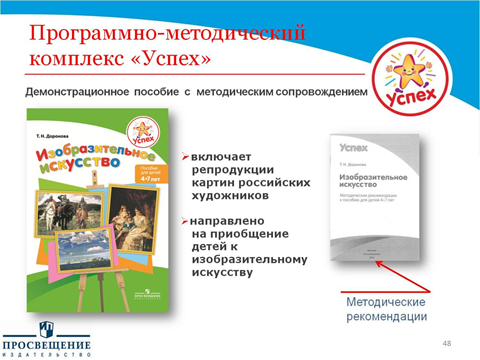 Программно-методический
комплекс «Успех»
Успех
Демонстрационное пособие с методическим сопровождением
Т. Н. Доронова
Изобразительное
искусство
Пособие
для детей
4–7 лет
включает
репродукции
картин российских
художников
направлено
на приобщение
детей к
изобразительному
искусству
Успех
Т. Н. Доронова
Изобразительное
искусство
Методические рекомендации
к пособию для детей 4–7 лет
Методические
рекомендации
ПРОСВЕЩЕНИЕ
ИЗДАТЕЛЬСТВО
48